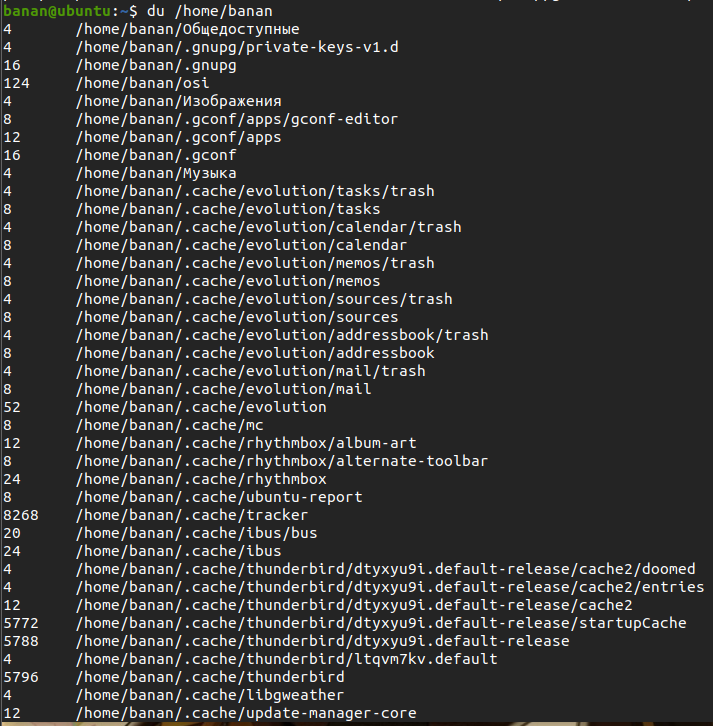 banan@ubuntu:~$ du /home/banan
4 /home/banan/Общедоступные
4 /home/banan/.gnupg/private-keys-v1.d
16 /home/banan/.gnupg
124 /home/banan/osi
4 /home/banan/Изображения
8 /home/banan/.gconf/apps/gconf-editor
12 /home/banan/.gconf/apps
16 /home/banan/.gconf
4 /home/banan/Музыка
4 /home/banan/.cache/evolution/tasks/trash
8 /home/banan/.cache/evolution/tasks
4 /home/banan/.cache/evolution/calendar/trash
8 /home/banan/.cache/evolution/calendar
4 /home/banan/.cache/evolution/memos/trash
8 /home/banan/.cache/evolution/memos
4 /home/banan/.cache/evolution/sources/trash
8 /home/banan/.cache/evolution/sources
4 /home/banan/.cache/evolution/addressbook/trash
8 /home/banan/.cache/evolution/addressbook
4 /home/banan/.cache/evolution/mail/trash
8 /home/banan/.cache/evolution/mail
52 /home/banan/.cache/evolution
8 /home/banan/.cache/mc
12 /home/banan/.cache/rhythmbox/album-art
8 /home/banan/.cache/rhythmbox/alternate-toolbar
24 /home/banan/.cache/rhythmbox
8 /home/banan/.cache/ubuntu-report
8268 /home/banan/.cache/tracker
20 /home/banan/.cache/ibus/bus
24 /home/banan/.cache/ibus
4 /home/banan/.cache/thunderbird/dtyxyu9i.default-release/cache2/doomed
4 /home/banan/.cache/thunderbird/dtyxyu9i.default-release/cache2/entries
12 /home/banan/.cache/thunderbird/dtyxyu9i.default-release/cache2
5772 /home/banan/.cache/thunderbird/dtyxyu9i.default-release/startupCache
5788 /home/banan/.cache/thunderbird/dtyxyu9i.default-release
4 /home/banan/.cache/thunderbird/ltqvm7kv.default
5796 /home/banan/.cache/thunderbird
4 /home/banan/.cache/libgweather
12 /home/banan/.cache/update-manager-core